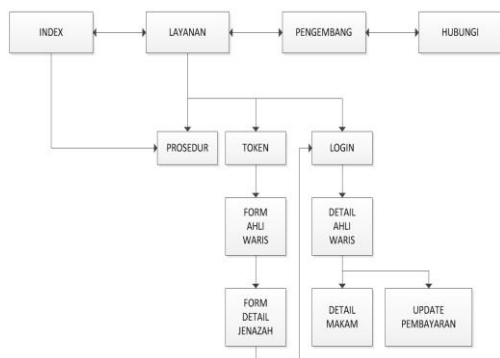 INDEX
LAYANAN
PENGEMBANG
HUBUNGI
PROSEDUR
TOKEN
LOGIN
FORM
AHLI
WARIS
DETAIL
AHLI
WARIS
FORM
DETAIL
JENAZAH
DETAIL
MAKAM
UPDATE
PEMBAYARAN